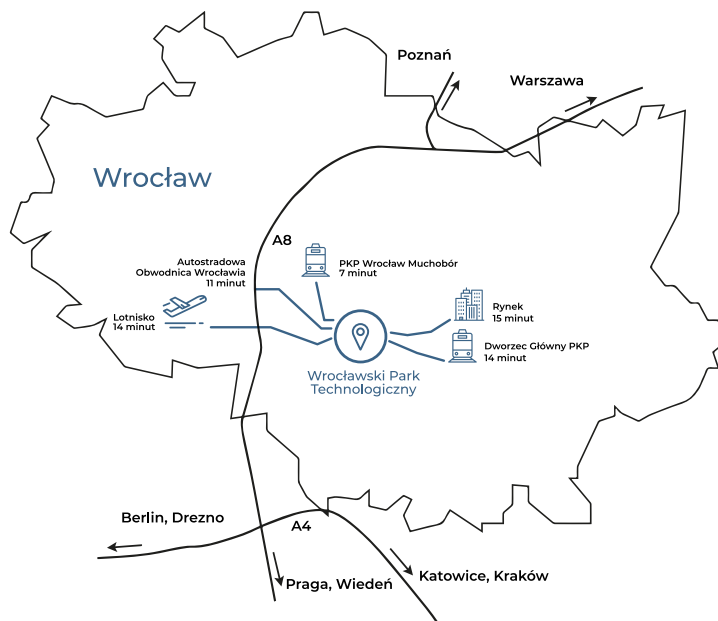 Poznań
Warszawa
Wrocław
A8
Autostradowa
Obwodnica Wrocławia
11 minut
PKP Wrocław Muchobór
7 minut
Lotnisko
14 minut
Rynek
15 minut
Dworzec Główny PKP
14 minut
Wrocławski Park
Technologiczny
Berlin, Drezno
A4
Praga, Wiedeń
Katowice, Kraków